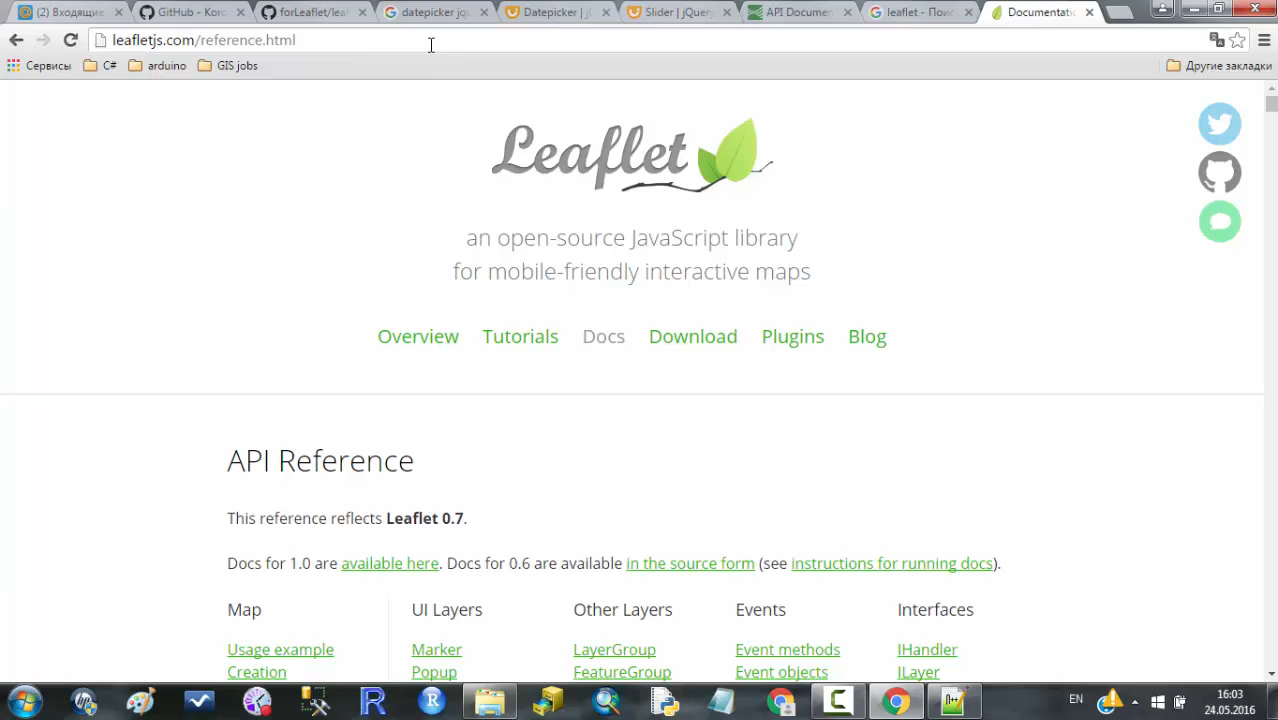 (2) Входящие GitHub - Koro forLeaflet/leaf datepicker jq Datepicker | jQ Slider | jQuery API Documen leaflet - Поис Documentatio
leafletjs.com/reference.html
Сервисы C# arduino GIS jobs Другие закладки
Leaflet
an open-source JavaScript library
for mobile-friendly interactive maps
Overview Tutorials Docs Download Plugins Blog
API Reference
This reference reflects Leaflet 0.7.
Docs for 1.0 are available here. Docs for 0.6 are available in the source form (see instructions for running docs).
Map UI Layers Other Layers Events Interfaces
Usage example Marker LayerGroup Event methods IHandler
Creation Popup FeatureGroup Event objects ILayer
EN 16:03
24.05.2016